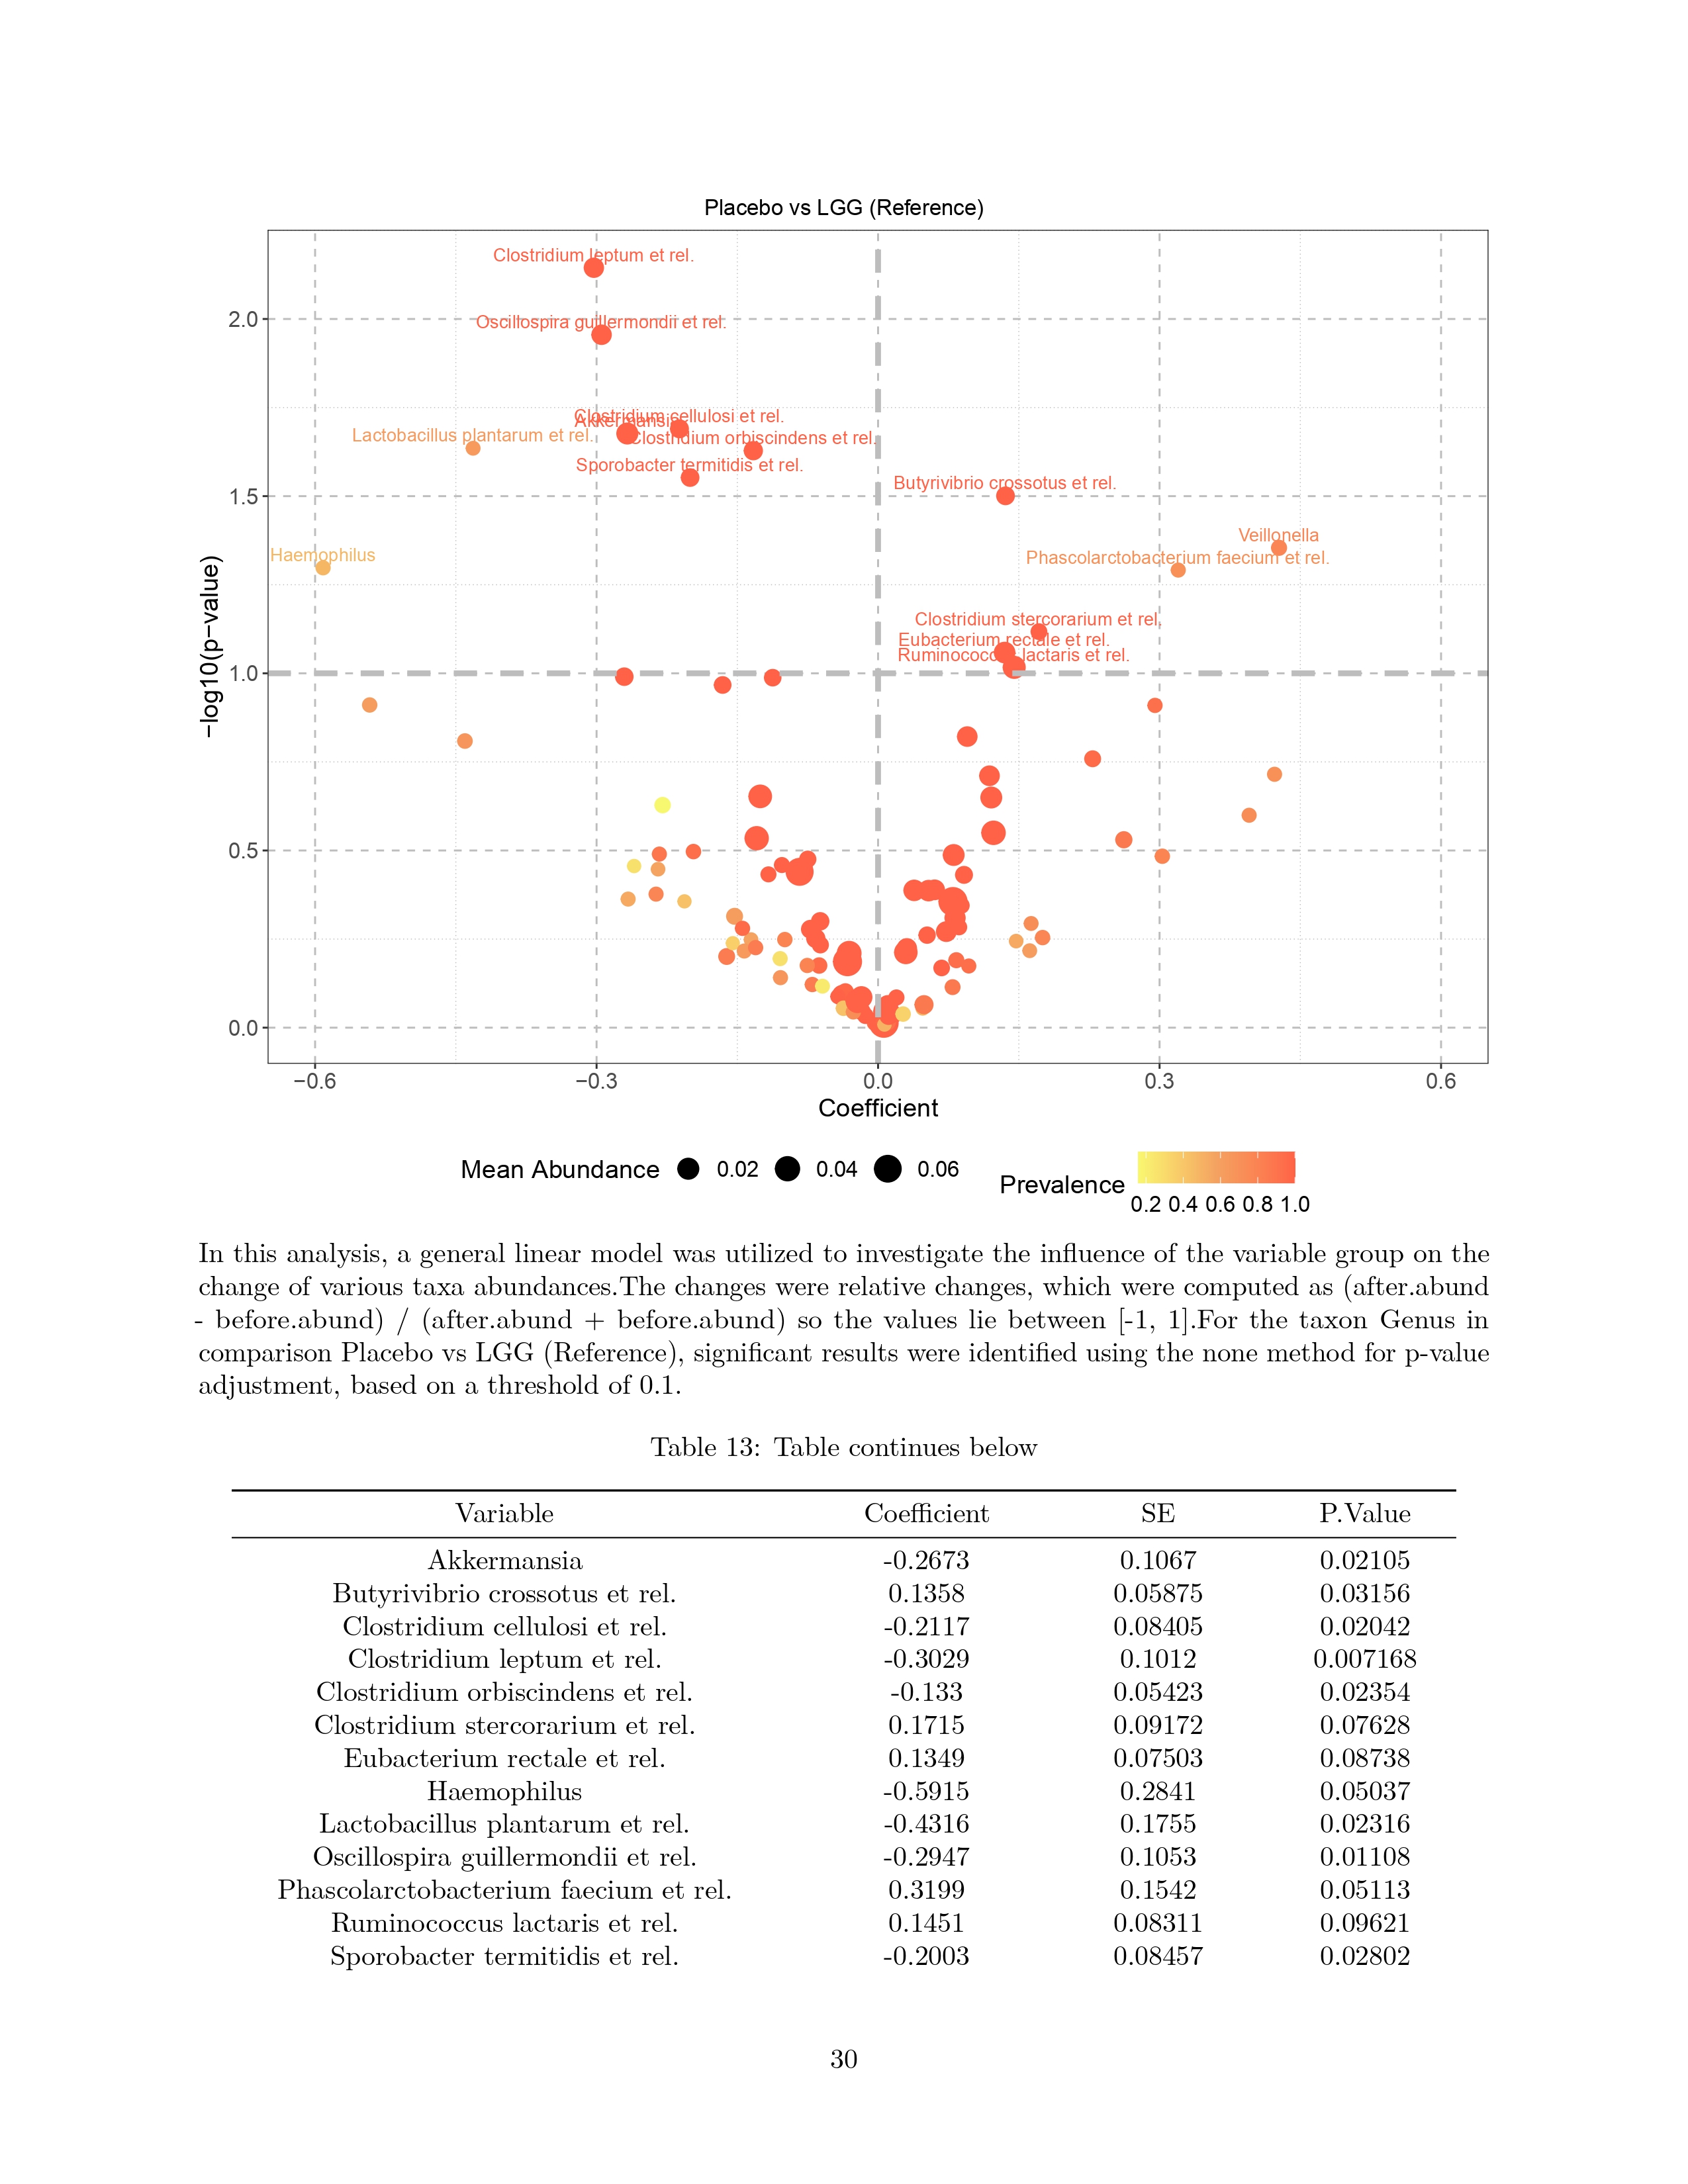 Placebo vs LGG (Reference)
Clostridium leptum et rel.
2.0
Oscillospira guillermondii et rel.
Clostridium cellulosi et rel.
Akkermansia
Lactobacillus plantarum et rel.
Clostridium orbiscindens et rel.
Sporobacter termitidis et rel.
Butyrivibrio crossotus et rel.
1.5
Veillonella
Haemophilus
Phascolarctobacterium faecium et rel.
Clostridium stercorarium et rel.
Eubacterium rectale et rel.
Ruminococcus lactaris et rel.
1.0
−log10(p−value)
0.5
0.0
−0.6 −0.3 0.0 0.3 0.6
Coefficient
Mean Abundance 0.02 0.04 0.06
Prevalence
0.2 0.4 0.6 0.8 1.0
In this analysis, a general linear model was utilized to investigate the influence of the variable group on the
change of various taxa abundances.The changes were relative changes, which were computed as (after.abund
- before.abund) / (after.abund + before.abund) so the values lie between [-1, 1].For the taxon Genus in
comparison Placebo vs LGG (Reference), significant results were identified using the none method for p-value
adjustment, based on a threshold of 0.1.
Table 13: Table continues below
Variable Coefficient SE P.Value
Akkermansia -0.2673 0.1067 0.02105
Butyrivibrio crossotus et rel. 0.1358 0.05875 0.03156
Clostridium cellulosi et rel. -0.2117 0.08405 0.02042
Clostridium leptum et rel. -0.3029 0.1012 0.007168
Clostridium orbiscindens et rel. -0.133 0.05423 0.02354
Clostridium stercorarium et rel. 0.1715 0.09172 0.07628
Eubacterium rectale et rel. 0.1349 0.07503 0.08738
Haemophilus -0.5915 0.2841 0.05037
Lactobacillus plantarum et rel. -0.4316 0.1755 0.02316
Oscillospira guillermondii et rel. -0.2947 0.1053 0.01108
Phascolarctobacterium faecium et rel. 0.3199 0.1542 0.05113
Ruminococcus lactaris et rel. 0.1451 0.08311 0.09621
Sporobacter termitidis et rel. -0.2003 0.08457 0.02802
30